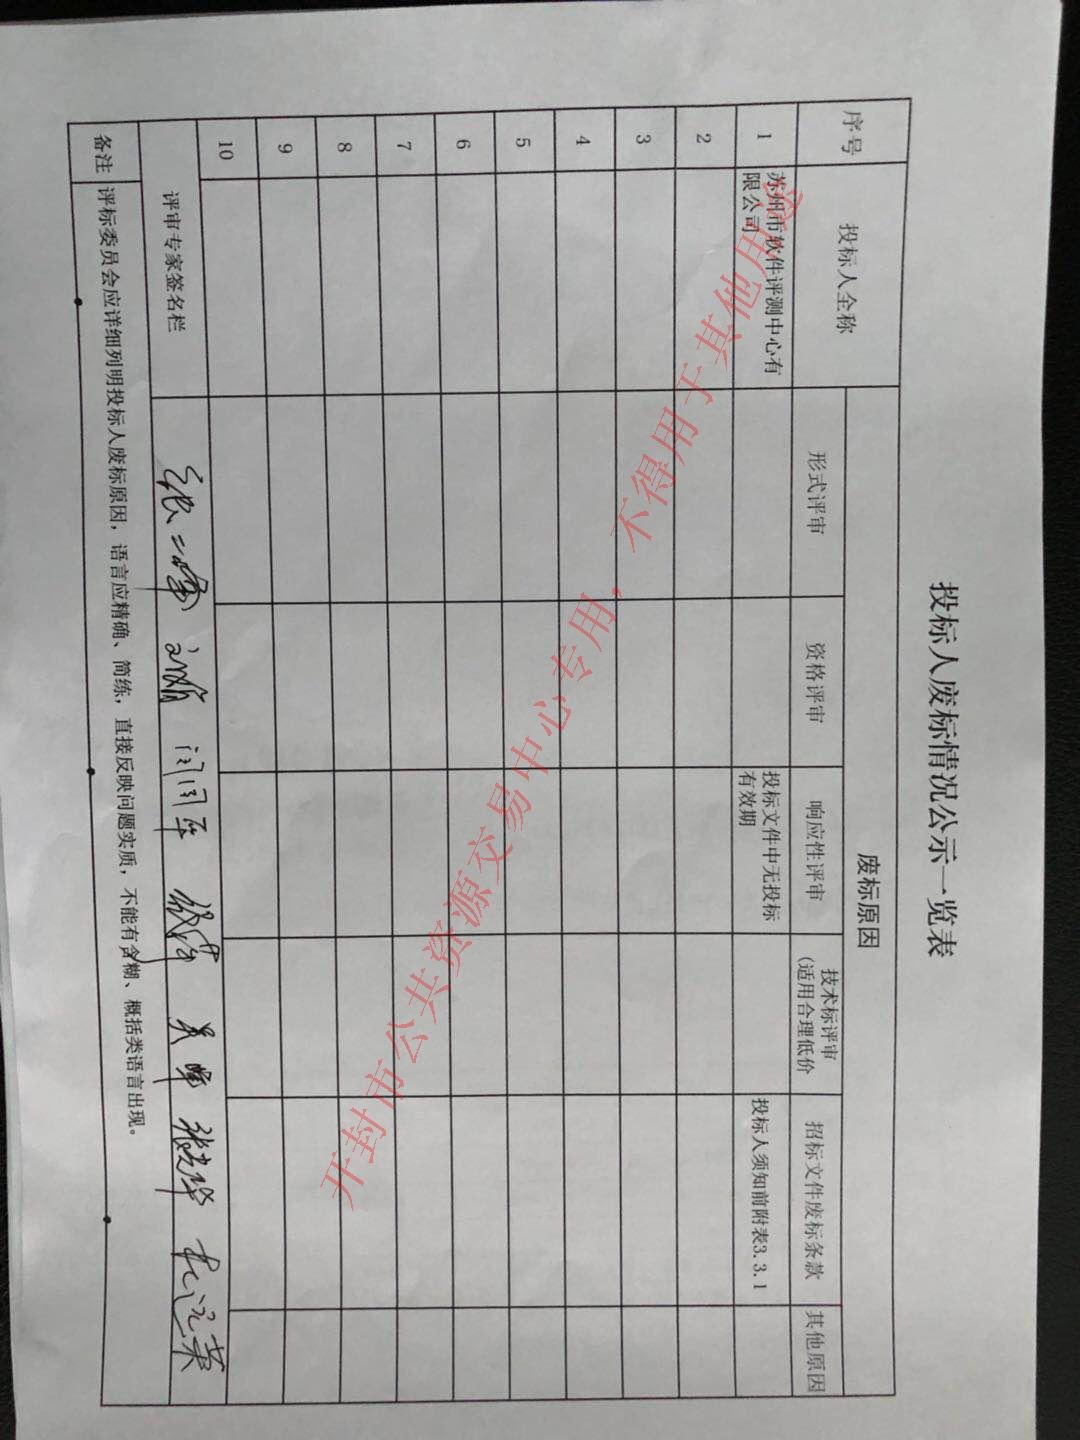 投标人废标情况公示一览表
序号
投标人全称
废标原因
形式评审
资格评审
响应性评审
技术标评审
(适用合理低价
招标文件废标条款
其他原因
1
苏州市软件评测中心有
限公司
投标文件中无投标
有效期
投标人须知前附表3.3.1
2
3
4
5
6
7
8
9
10
评审专家签名栏
备注
评标委员会应详细列明投标人废标原因，语言应精确、简练，直接反映问题实质，不能有含糊、概括类语言出现。
开封市公共资源交易中心专用，不得用于其他用途